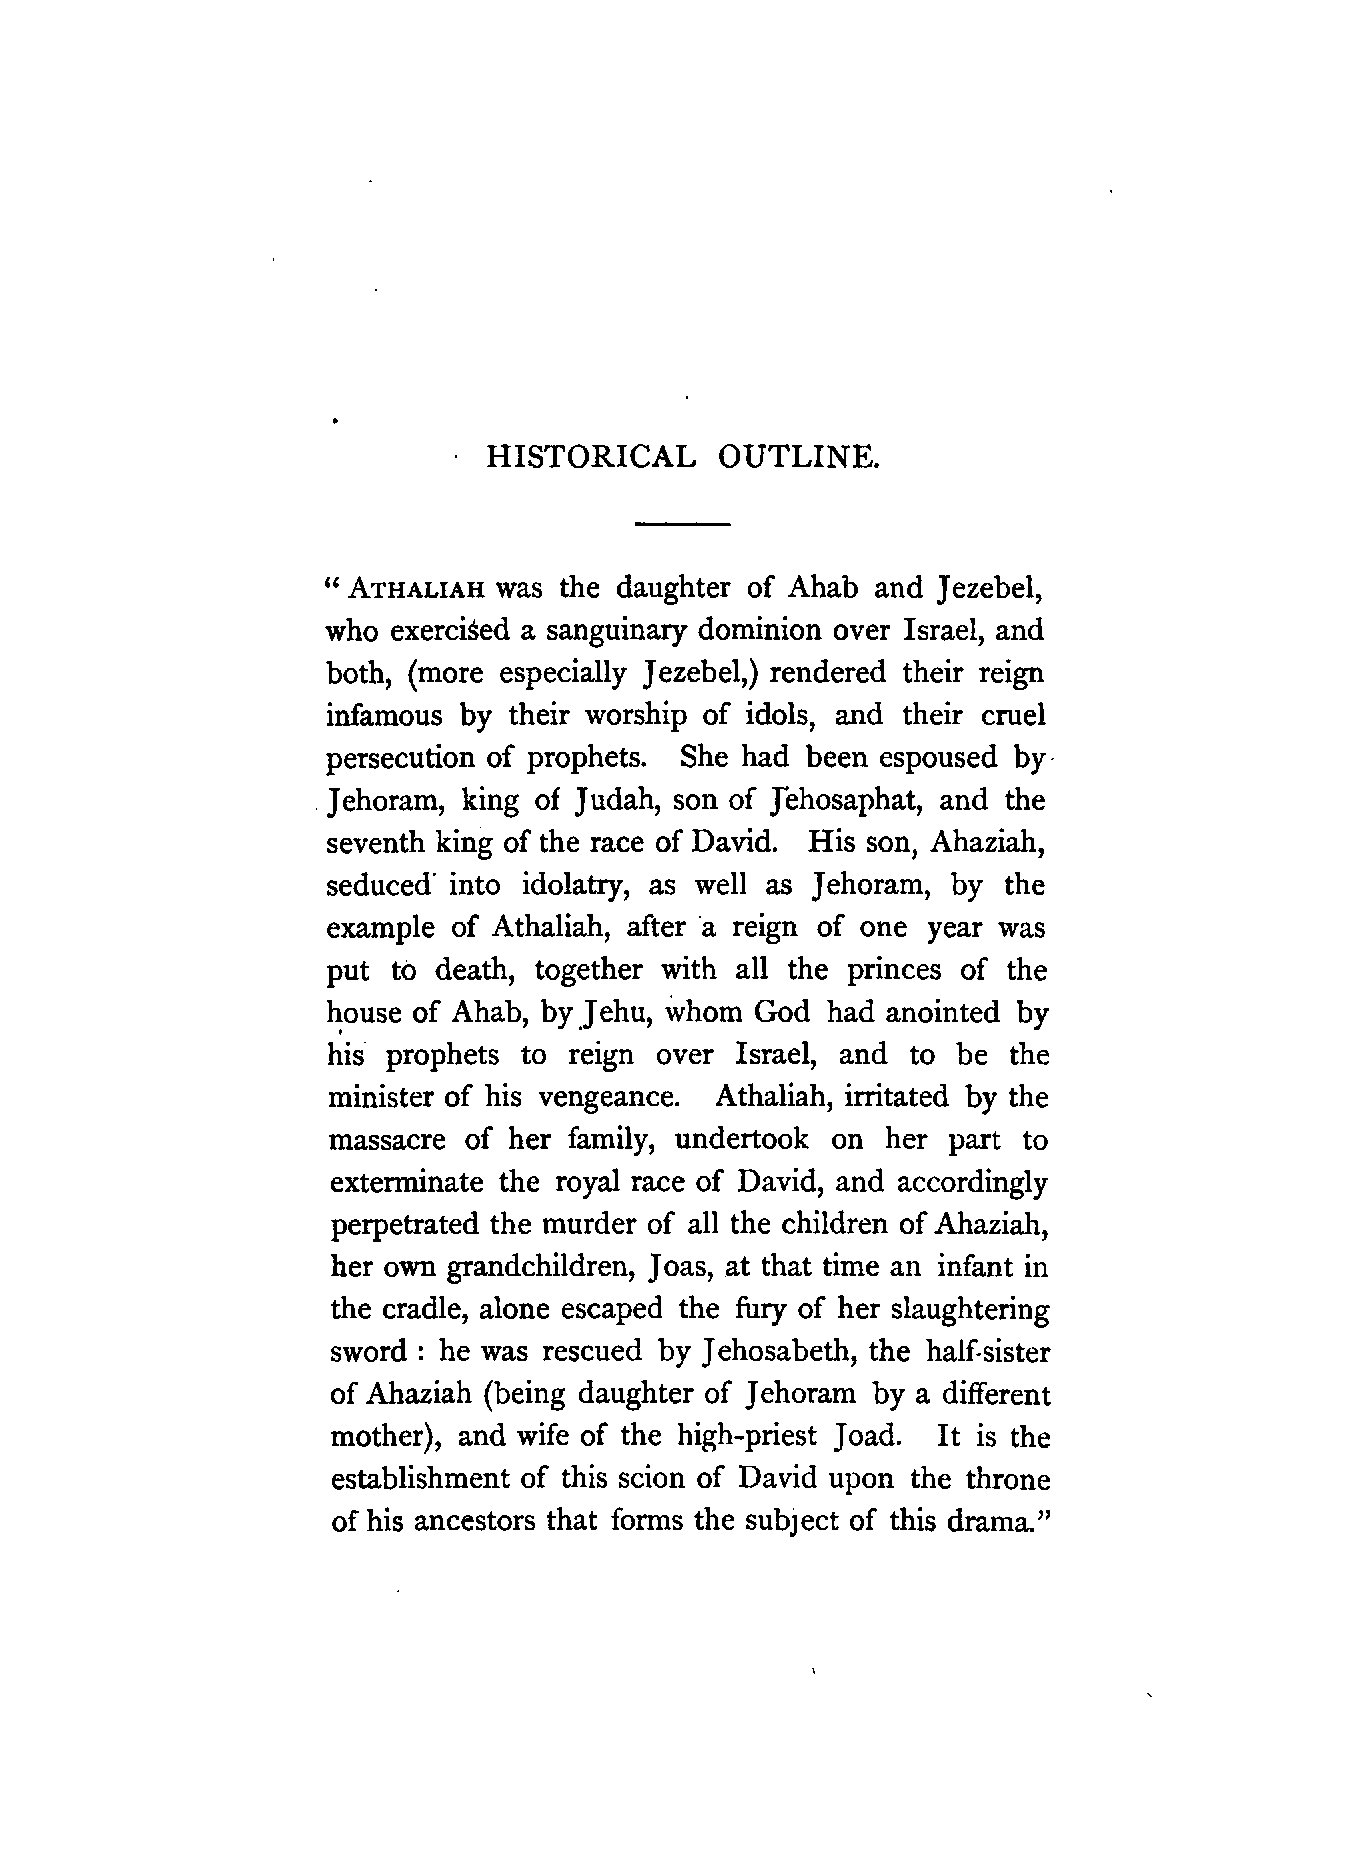 HISTORICAL OUTLINE.
“ ATHALIAH was the daughter of Ahab and Jezebel,
who exercised a sanguinary dominion over Israel, and
both, (more especially Jezebel,) rendered their reign
infamous by their worship of idols, and their cruel
persecution of prophets. She had been espoused by
Jehoram, king of Judah, son of Jehosaphat, and the
seventh king of the race of David. His son, Ahaziah,
seduced into idolatry, as well as Jehoram, by the
example of Athaliah, after a reign of one year was
put to death, together with all the princes of the
house of Ahab, by Jehu, whom God had anointed by
his prophets to reign over Israel, and to be the
minister of his vengeance. Athaliah, irritated by the
massacre of her family, undertook on her part to
exterminate the royal race of David, and accordingly
perpetrated the murder of all the children of Ahaziah,
her own grandchildren, Joas, at that time an infant in
the cradle, alone escaped the fury of her slaughtering
sword : he was rescued by Jehosabeth, the half-sister
of Ahaziah (being daughter of Jehoram by a different
mother), and wife of the high-priest Joad. It is the
establishment of this scion of David upon the throne
of his ancestors that forms the subject of this drama.”